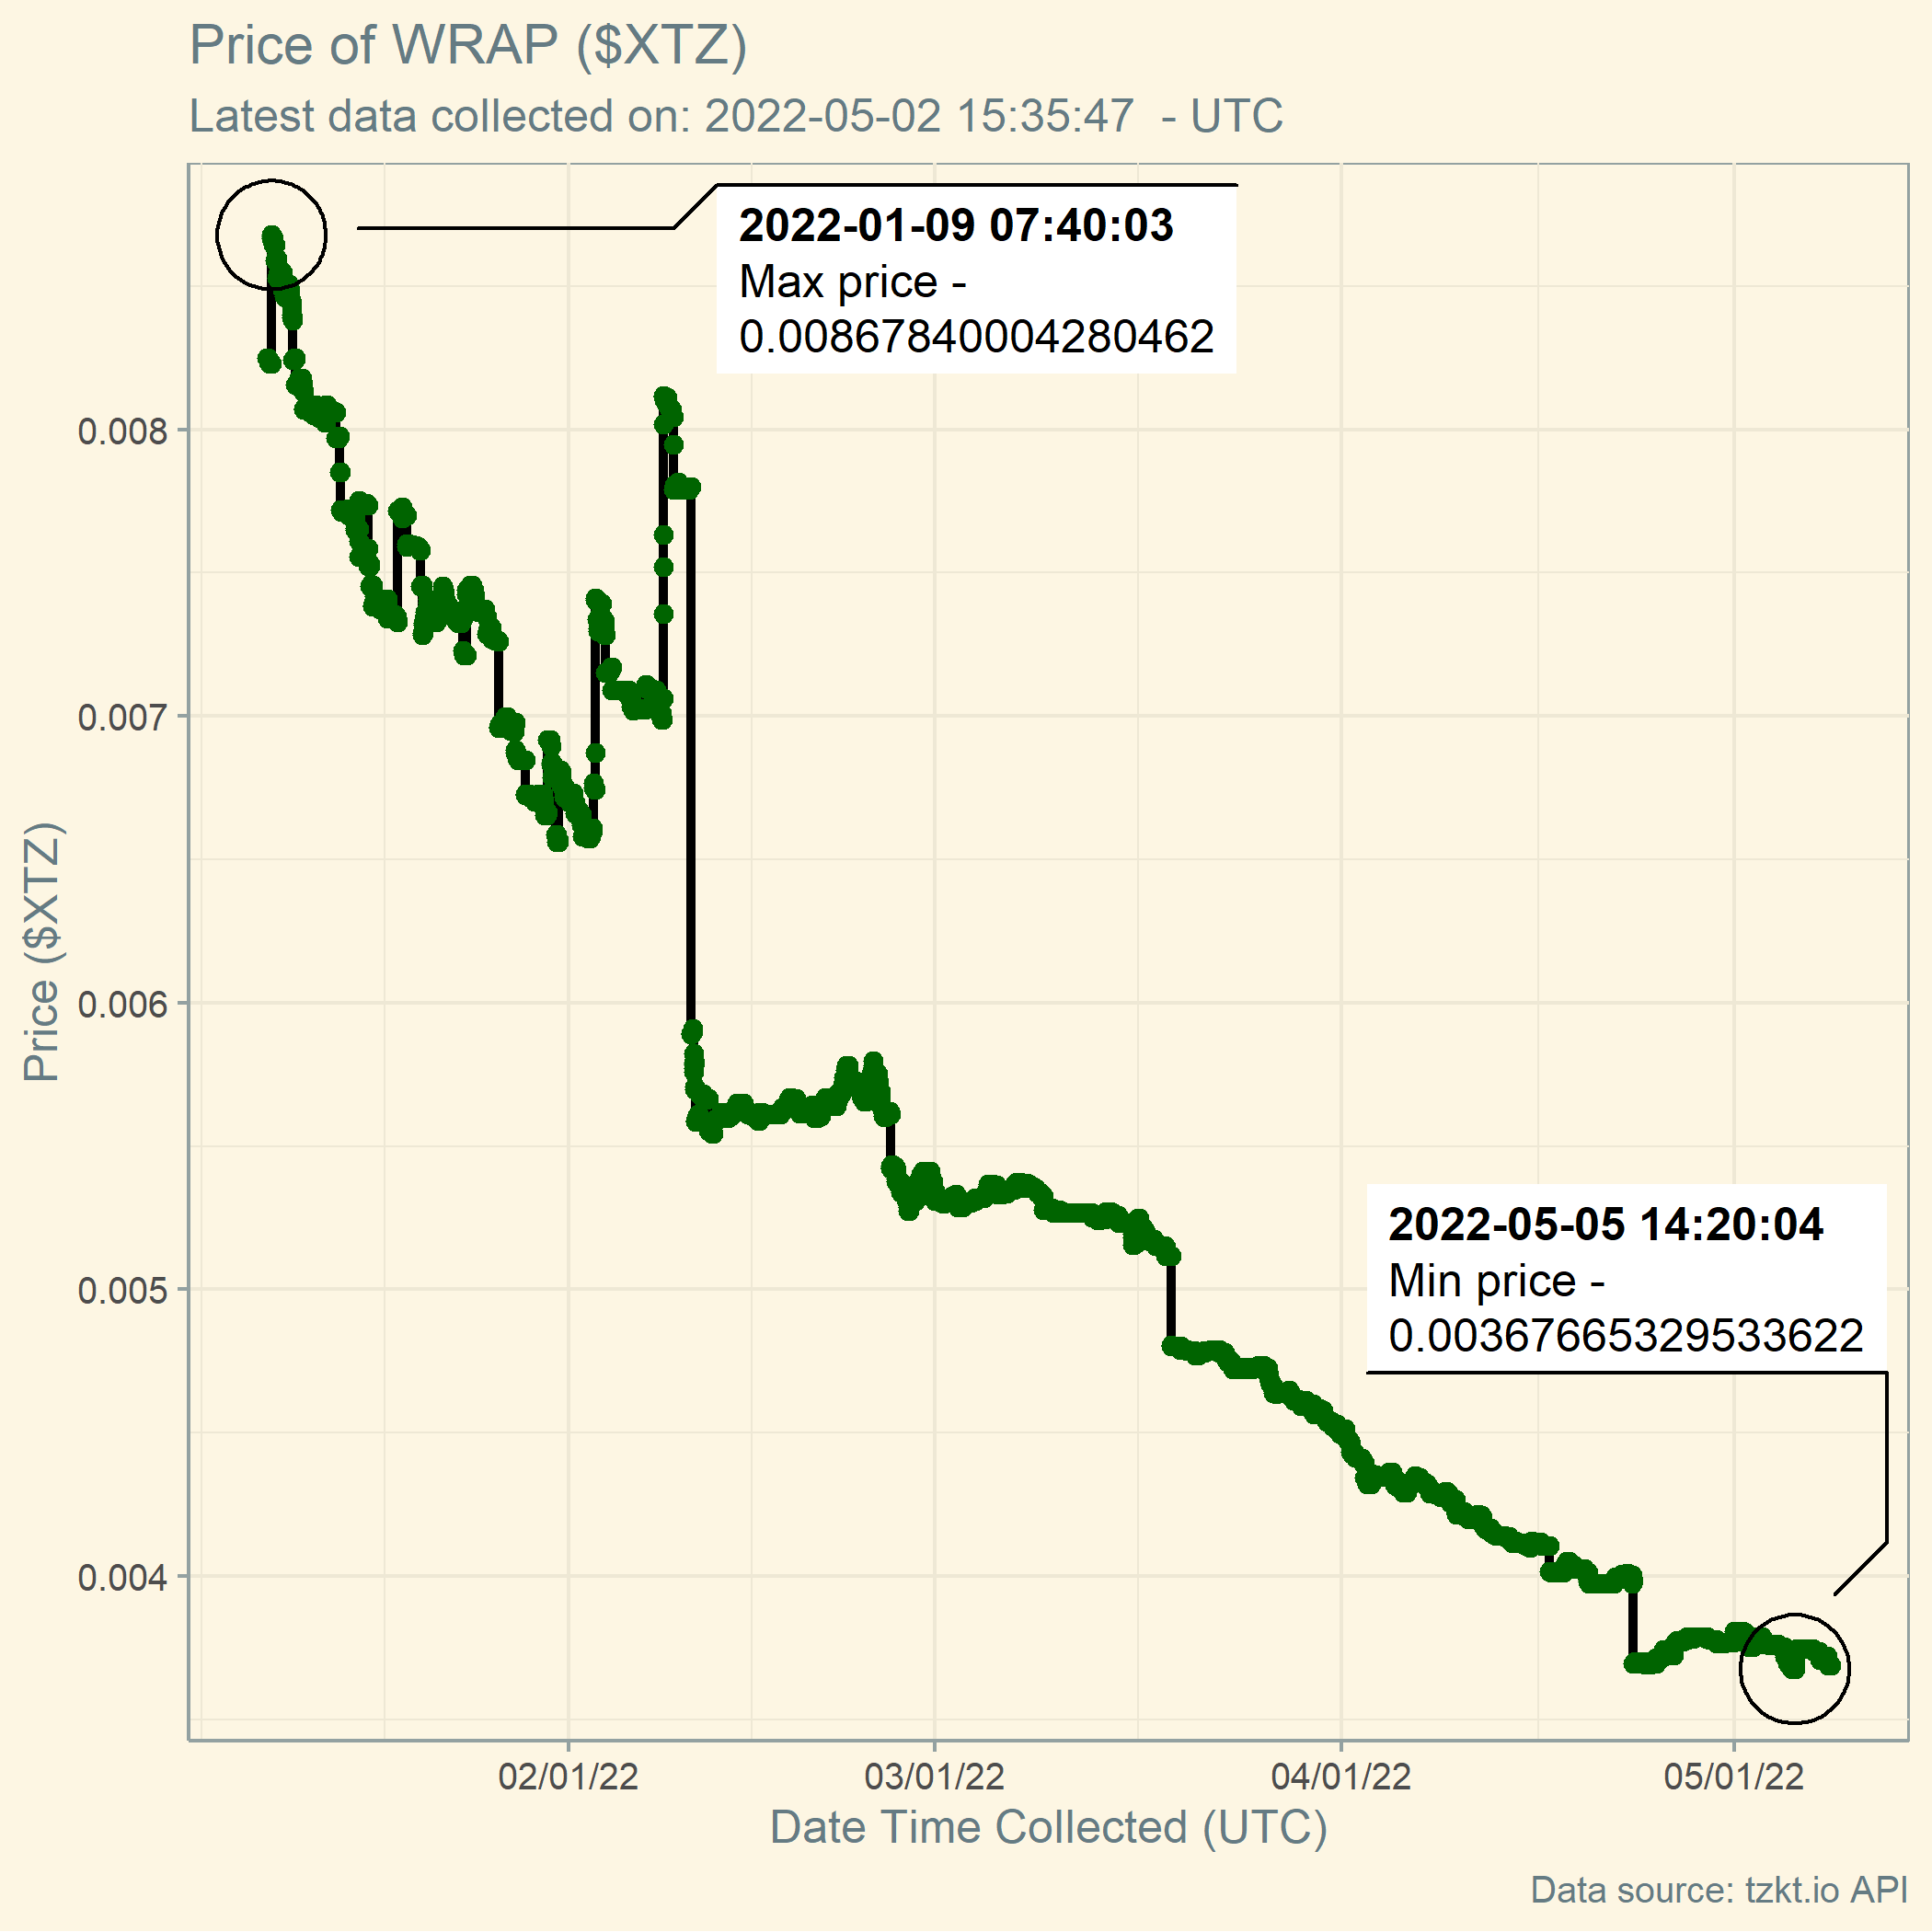 Price of WRAP ($XTZ)
Latest data collected on: 2022-05-02 15:35:47  - UTC
2022-01-09 07:40:03
Max price -
0.00867840004280462
0.008
0.007
0.006
0.005
0.004
Price ($XTZ)
2022-05-05 14:20:04
Min price -
0.00367665329533622
02/01/22
03/01/22
04/01/22
05/01/22
Date Time Collected (UTC)
Data source: tzkt.io API